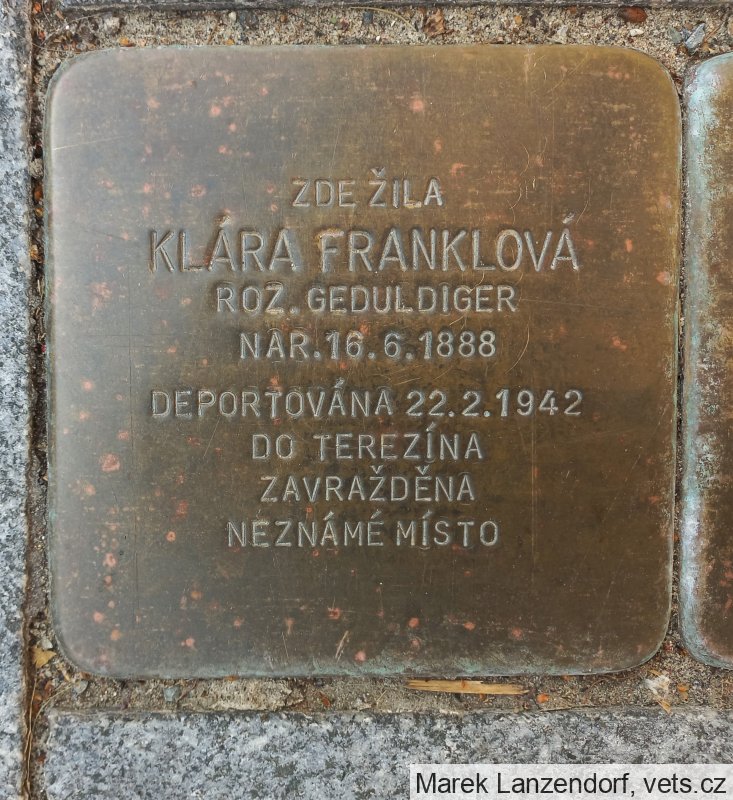 ZDE ŽILA
KLÁRA FRANKLOVÁ
ROZ. GEDULDIGER
NAR. 16.6.1888
DEPORTOVÁNA 22.2.1942
DO TEREZÍNA
ZAVRAŽDĚNA
NEZNÁMÉ MÍSTO
Marek Lanzendorf, vets.cz